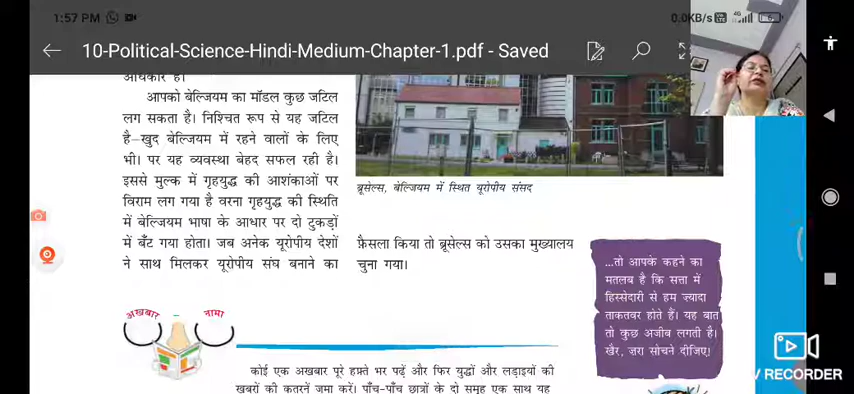 1:57 PM
0.0KB/s
4G
10-Political-Science-Hindi-Medium-Chapter-1.pdf - Saved
अधिकार है।
आपको बेल्जियम का मॉडल कुछ जटिल
लग सकता है। निश्चित रूप से यह जटिल
है–खुद बेल्जियम में रहने वालों के लिए
भी। पर यह व्यवस्था बेहद सफल रही है।
इससे मुल्क में गृहयुद्ध की आशंकाओं पर
विराम लग गया है वरना गृहयुद्ध की स्थिति
में बेल्जियम भाषा के आधार पर दो टुकड़ों
में बँट गया होता। जब अनेक यूरोपीय देशों
ने साथ मिलकर यूरोपीय संघ बनाने का
ब्रूसेल्स, बेल्जियम में स्थित यूरोपीय संसद
फ़ैसला किया तो ब्रूसेल्स को उसका मुख्यालय
चुना गया।
...तो आपके कहने का
मतलब है कि सत्ता में
हिस्सेदारी से हम ज्यादा
ताकतवर होते हैं। यह बात
तो कुछ अजीब लगती है।
खैर, जरा सोचने दीजिए!
अखबार नामा
कोई एक अखबार पूरे हफ़्ते भर पढ़ें और फिर युद्धों और लड़ाइयों की
खबरों की कतरनें जमा करें। पाँच-पाँच छात्रों के दो समूह एक साथ यह
V RECORDER